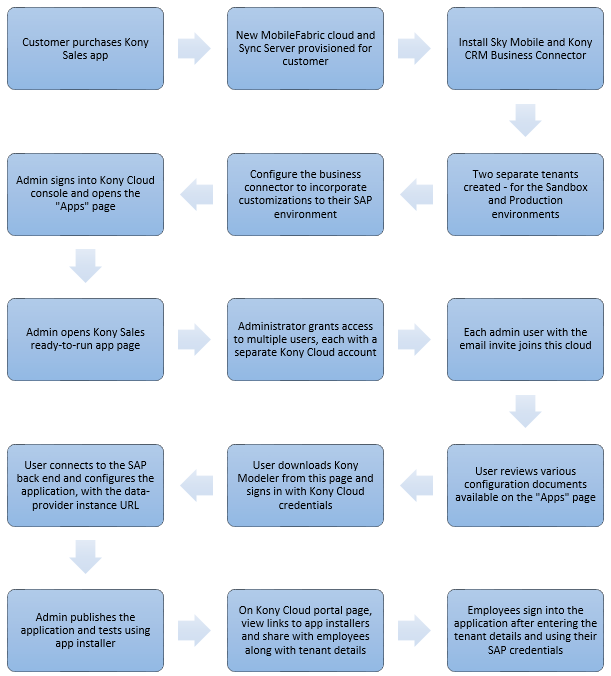 Customer purchases Kony
Sales app
New MobileFabric cloud and
Sync Server provisioned for
customer
Install Sky Mobile and Kony
CRM Business Connector
Two separate tenants
created - for the Sandbox
and Production
environments
Configure the business
connector to incorporate
customizations to their SAP
environment
Admin signs into Kony Cloud
console and opens the
"Apps" page
Admin opens Kony Sales
ready-to-run app page
Administrator grants access
to multiple users, each with a
separate Kony Cloud account
Each admin user with the
email invite joins this cloud
User reviews various
configuration documents
available on the "Apps" page
User downloads Kony
Modeler from this page and
signs in with Kony Cloud
credentials
User connects to the SAP
back end and configures the
application, with the data-
provider instance URL
Admin publishes the
application and tests using
app installer
On Kony Cloud portal page,
view links to app installers
and share with employees
along with tenant details
Employees sign into the
application after entering the
tenant details and using their
SAP credentials